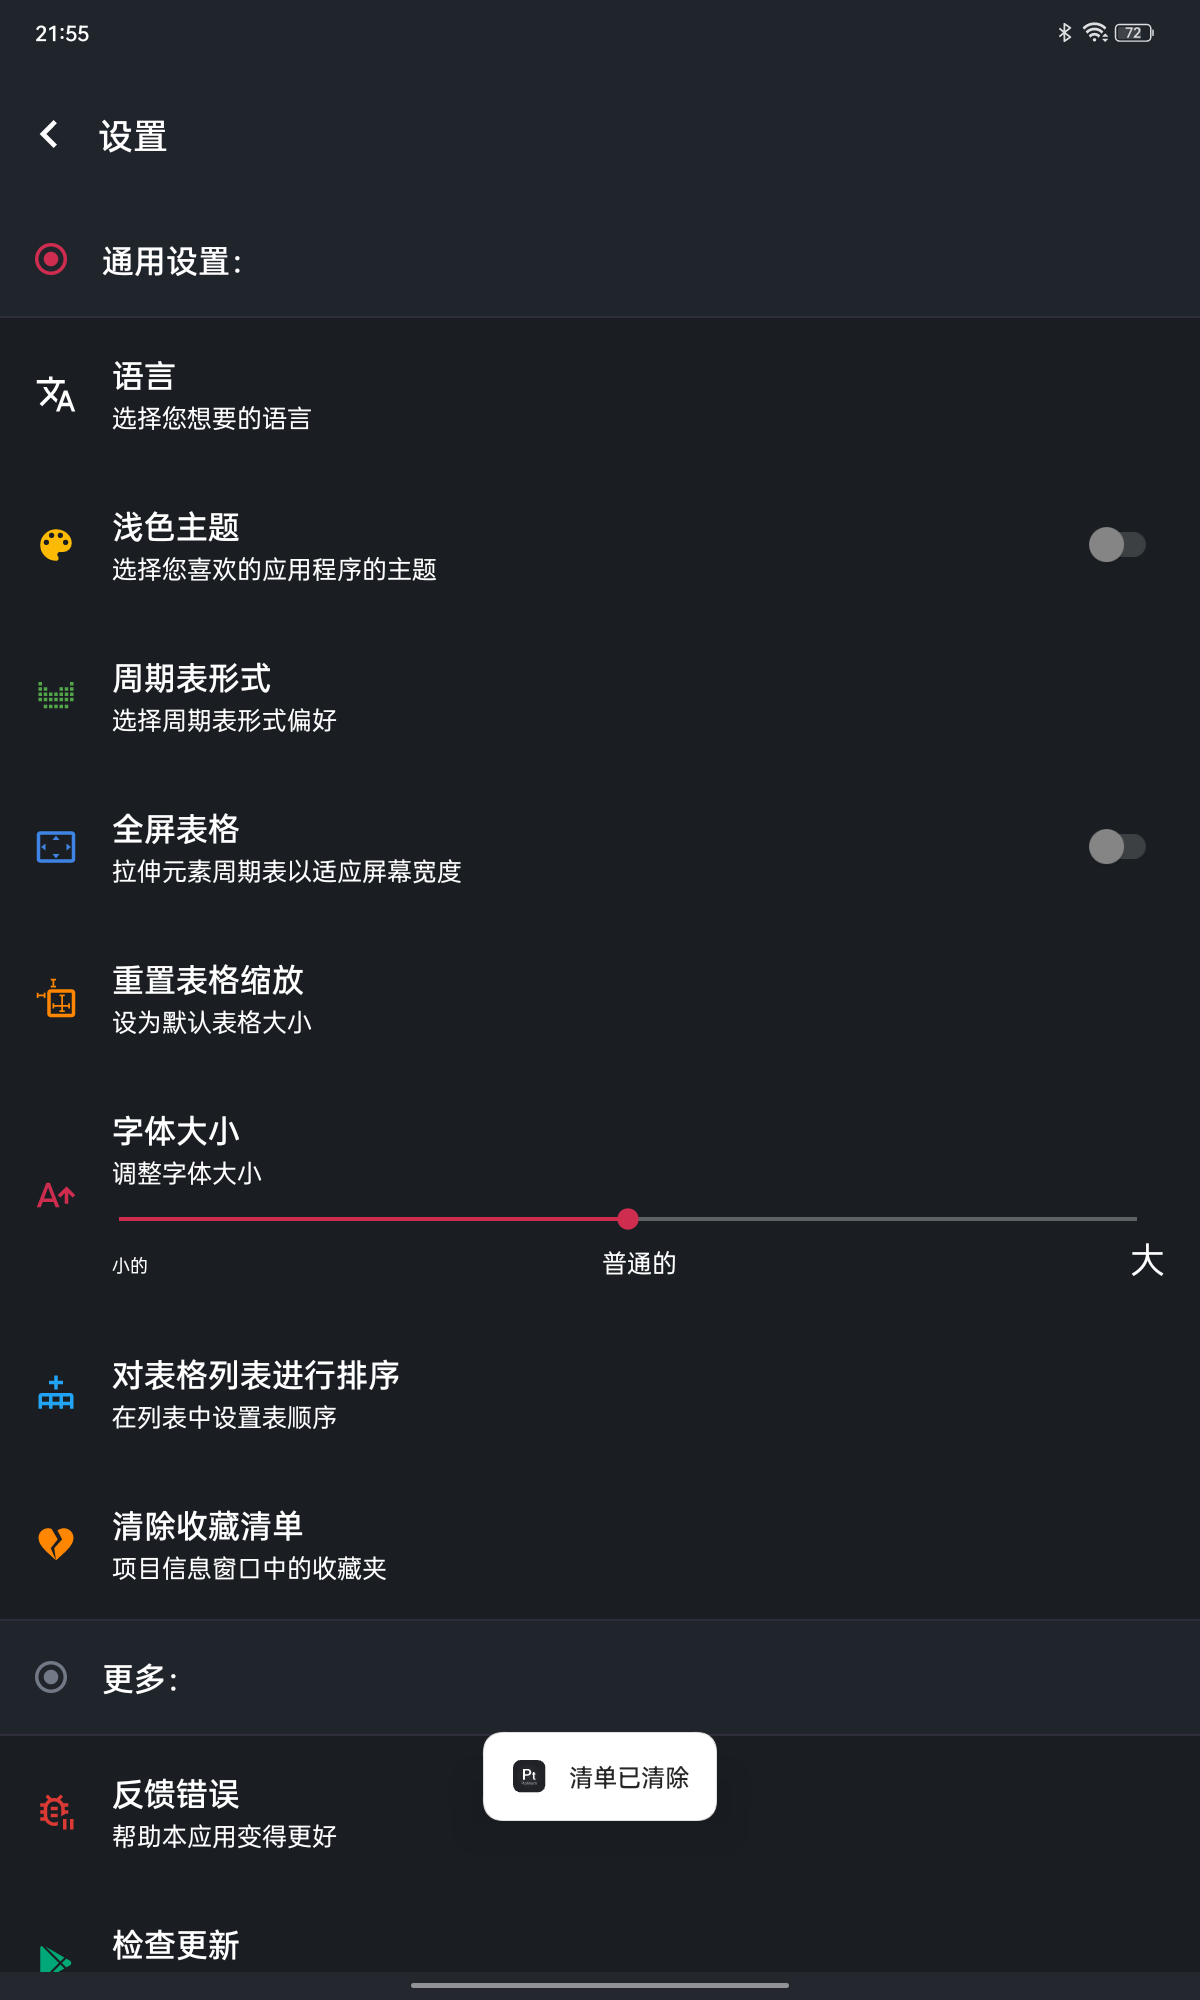 21:55
72
设置
通用设置:
语言
选择您想要的语言
浅色主题
选择您喜欢的应用程序的主题
周期表形式
选择周期表形式偏好
全屏表格
拉伸元素周期表以适应屏幕宽度
重置表格缩放
设为默认表格大小
字体大小
调整字体大小
小的 普通的 大
对表格列表进行排序
在列表中设置表顺序
清除收藏清单
项目信息窗口中的收藏夹
更多:
Pt 清单已清除
反馈错误
帮助本应用变得更好
检查更新